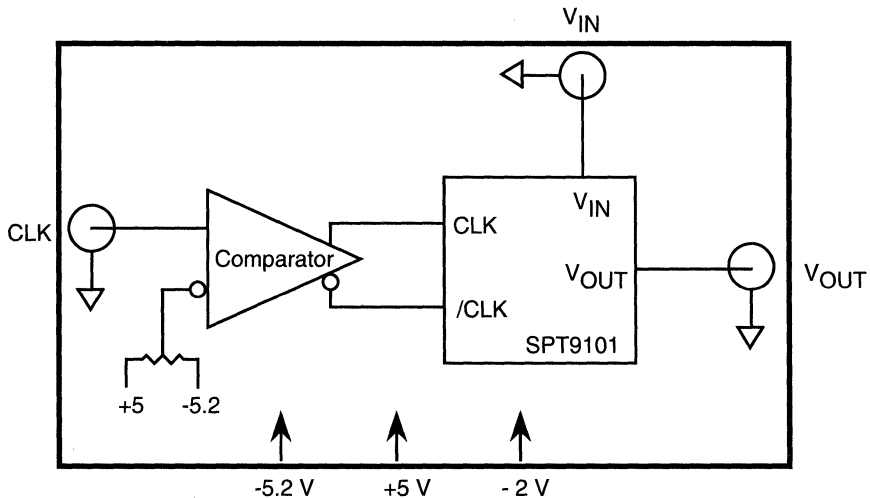 VIN
VIN
CLK
Comparator
CLK
/CLK
VOUT
VOUT
SPT9101
+5
-5.2
-5.2 V
+5 V
- 2 V